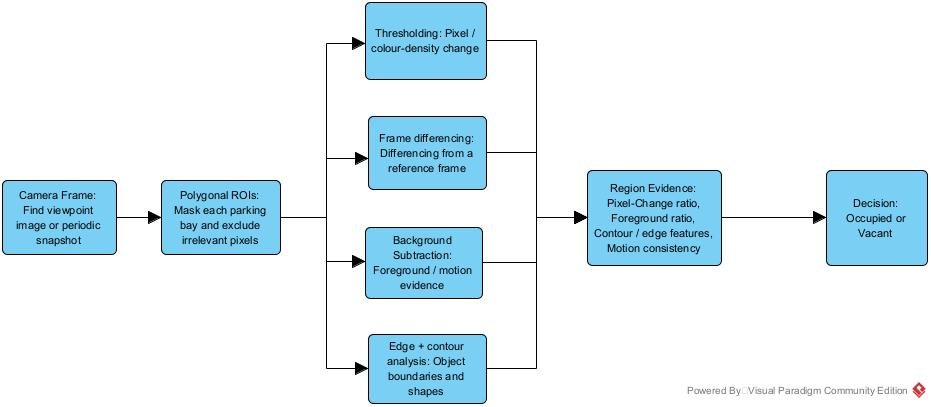 Camera Frame:
Find viewpoint
image or periodic
snapshot
Polygonal ROIs:
Mask each parking
bay and exclude
irrelevant pixels
Thresholding: Pixel /
colour-density change
Frame differencing:
Differencing from a
reference frame
Background
Subtraction:
Foreground / motion
evidence
Edge + contour
analysis: Object
boundaries and
shapes
Region Evidence:
Pixel-Change ratio,
Foreground ratio,
Contour / edge features,
Motion consistency
Decision:
Occupied or
Vacant
Powered By Visual Paradigm Community Edition